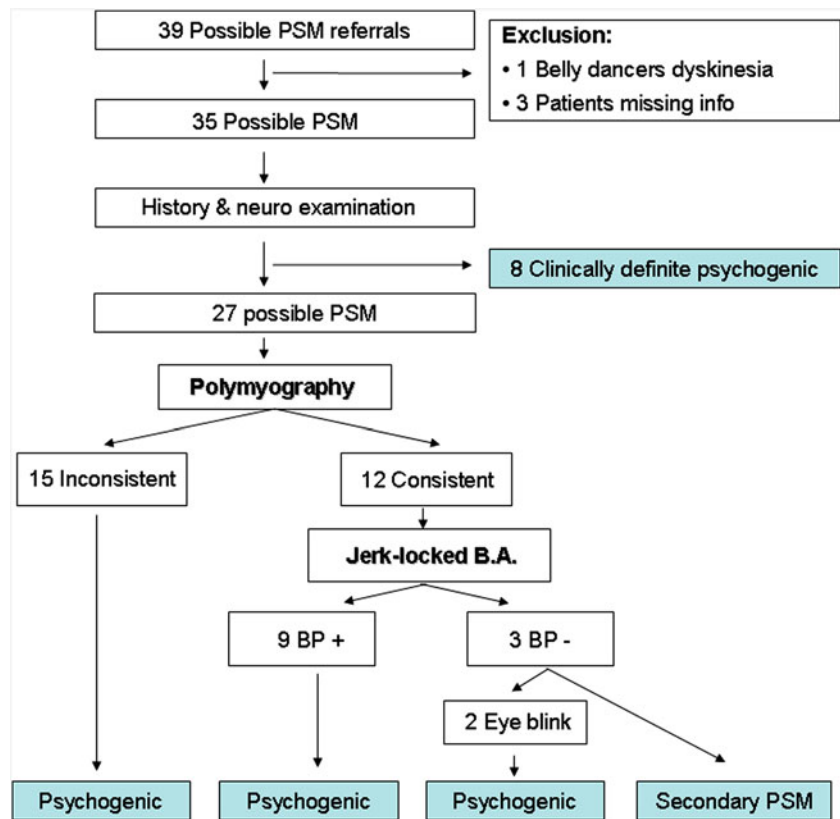 39 Possible PSM referrals
Exclusion:
• 1 Belly dancers dyskinesia
• 3 Patients missing info
35 Possible PSM
History & neuro examination
8 Clinically definite psychogenic
27 possible PSM
Polymyography
15 Inconsistent
12 Consistent
Jerk-locked B.A.
9 BP +
3 BP -
2 Eye blink
Psychogenic
Psychogenic
Psychogenic
Secondary PSM